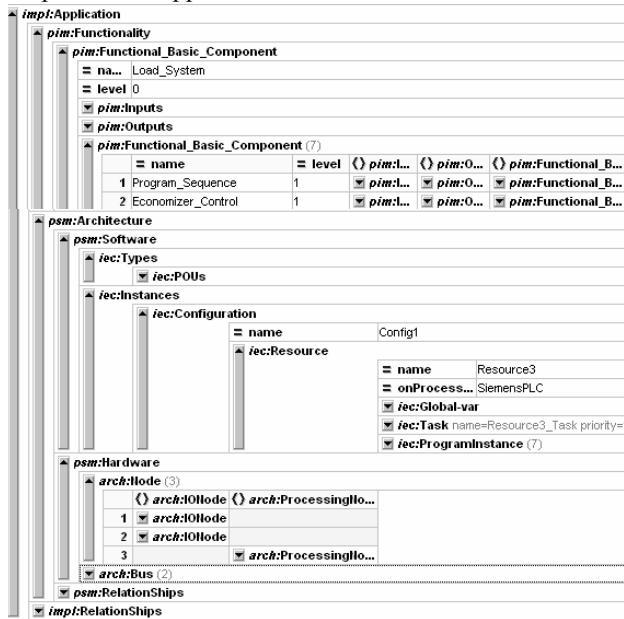 impl:Application
pim:Functionality
pim:Functional_Basic_Component
= na... Load_System
= level 0
pim:Inputs
pim:Outputs
pim:Functional_Basic_Component (7)
= name = level () pim:I... () pim:O... () pim:Functional_B...
1 Program_Sequence 1 pim:I... pim:O... pim:Functional_B...
2 Economizer_Control 1 pim:I... pim:O... pim:Functional_B...
psm:Architecture
psm:Software
iec:Types
iec:POUs
iec:Instances
iec:Configuration
= name Config1
iec:Resource
= name Resource3
= onProcess... SiemensPLC
iec:Global-var
iec:Task name=Resource3_Task priority=
iec:ProgramInstance (7)
psm:Hardware
arch:Node (3)
() arch:IONode () arch:ProcessingNo...
1 arch:IONode
2 arch:IONode
3 arch:ProcessingNo...
arch:Bus (2)
psm:RelationShips
impl:RelationShips